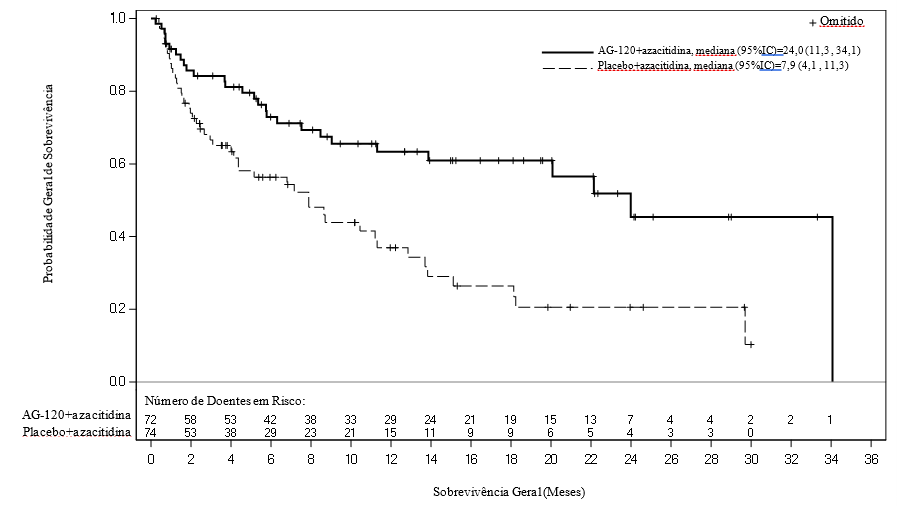 1.0
+ Omitido
AG-120+azacitidina, mediana (95%IC)=24,0 (11,3, 34,1)
Placebo+azacitidina, mediana (95%IC)=7,9 (4,1 , 11,3)
0.8
0.6
0.4
0.2
0.0
Probabilidade Geral de Sobrevivência
Número de Doentes em Risco:
AG-120+azacitidina 72 58 53 42 38 33 29 24 21 19 15 13 7 4 4 2 2 1
Placebo+azacitidina 74 53 38 29 23 21 15 11 9 9 6 5 4 3 3 0
0 2 4 6 8 10 12 14 16 18 20 22 24 26 28 30 32 34 36
Sobrevivência Geral (Meses)